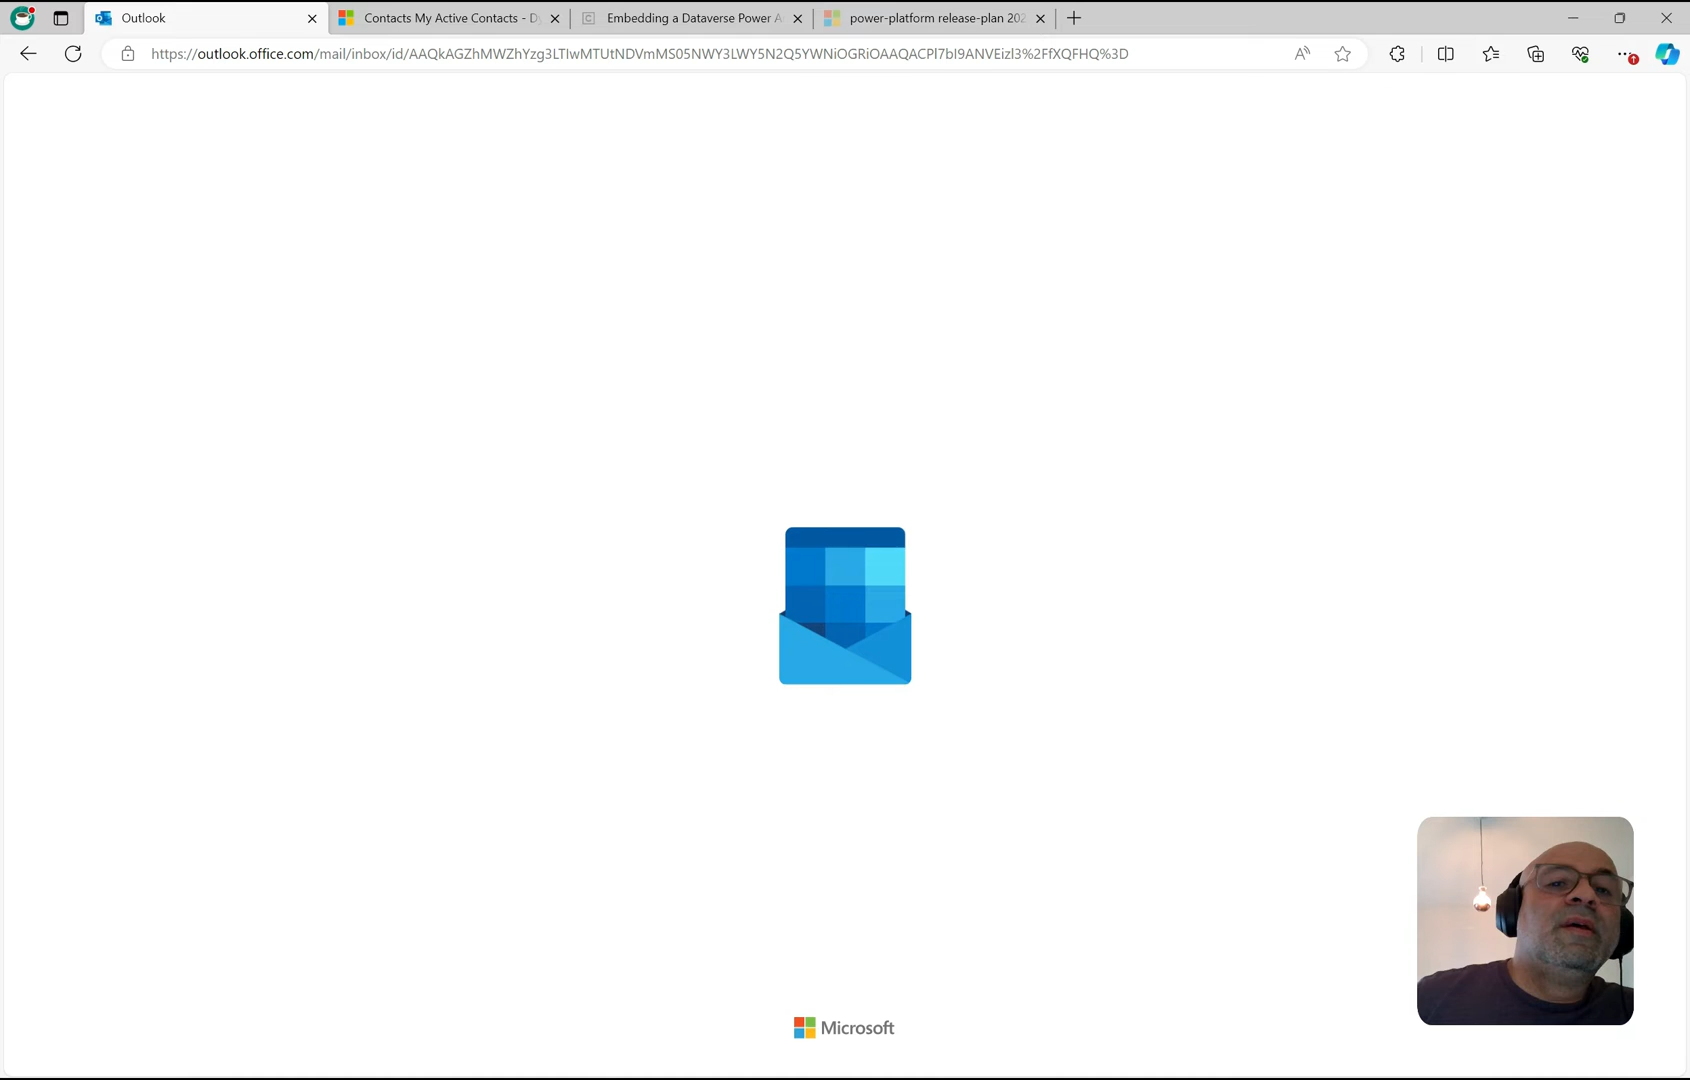 Outlook
Contacts My Active Contacts - Dy
Embedding a Dataverse Power A
power-platform release-plan 202
https://outlook.office.com/mail/inbox/id/AAQkAGZhMWZhYzg3LTIwMTUtNDVmMS05NWY3LWY5N2Q5YWNiOGRiOAAQACPI7bI9ANVEizI3%2FfXQFHQ%3D
Microsoft